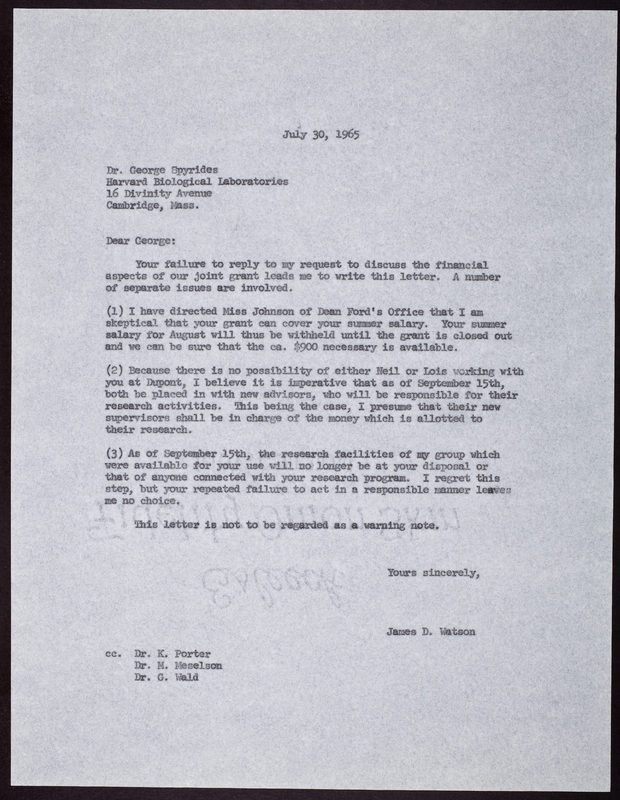 July 30, 1965
Dr. George Spyrides
Harvard Biological Laboratories
16 Divinity Avenue
Cambridge, Mass.
Dear George:
Your failure to reply to my request to discuss the financial
aspects of our joint grant leads me to write this letter. A number
of separate issues are involved.
(1) I have directed Miss Johnson of Dean Ford's Office that I am
skeptical that your grant can cover your summer salary. Your summer
salary for August will thus be withheld until the grant is closed out
and we can be sure that the ca. $900 necessary is available.
(2) Because there is no possibility of either Neil or Lois working with
you at Dupont, I believe it is imperative that as of September 15th,
both be placed in with new advisors, who will be responsible for their
research activities. This being the case, I presume that their new
supervisors shall be in charge of the money which is allotted to
their research.
(3) As of September 15th, the research facilities of my group which
were available for your use will no longer be at your disposal or
that of anyone connected with your research program. I regret this
step, but your repeated failure to act in a responsible manner leaves
me no choice.
Fidelity Onion Skin
This letter is not to be regarded as a warning note.
Esleeck
Yours sincerely,
James D. Watson
cc. Dr. K. Porter
Dr. M. Meselson
Dr. G. Wald